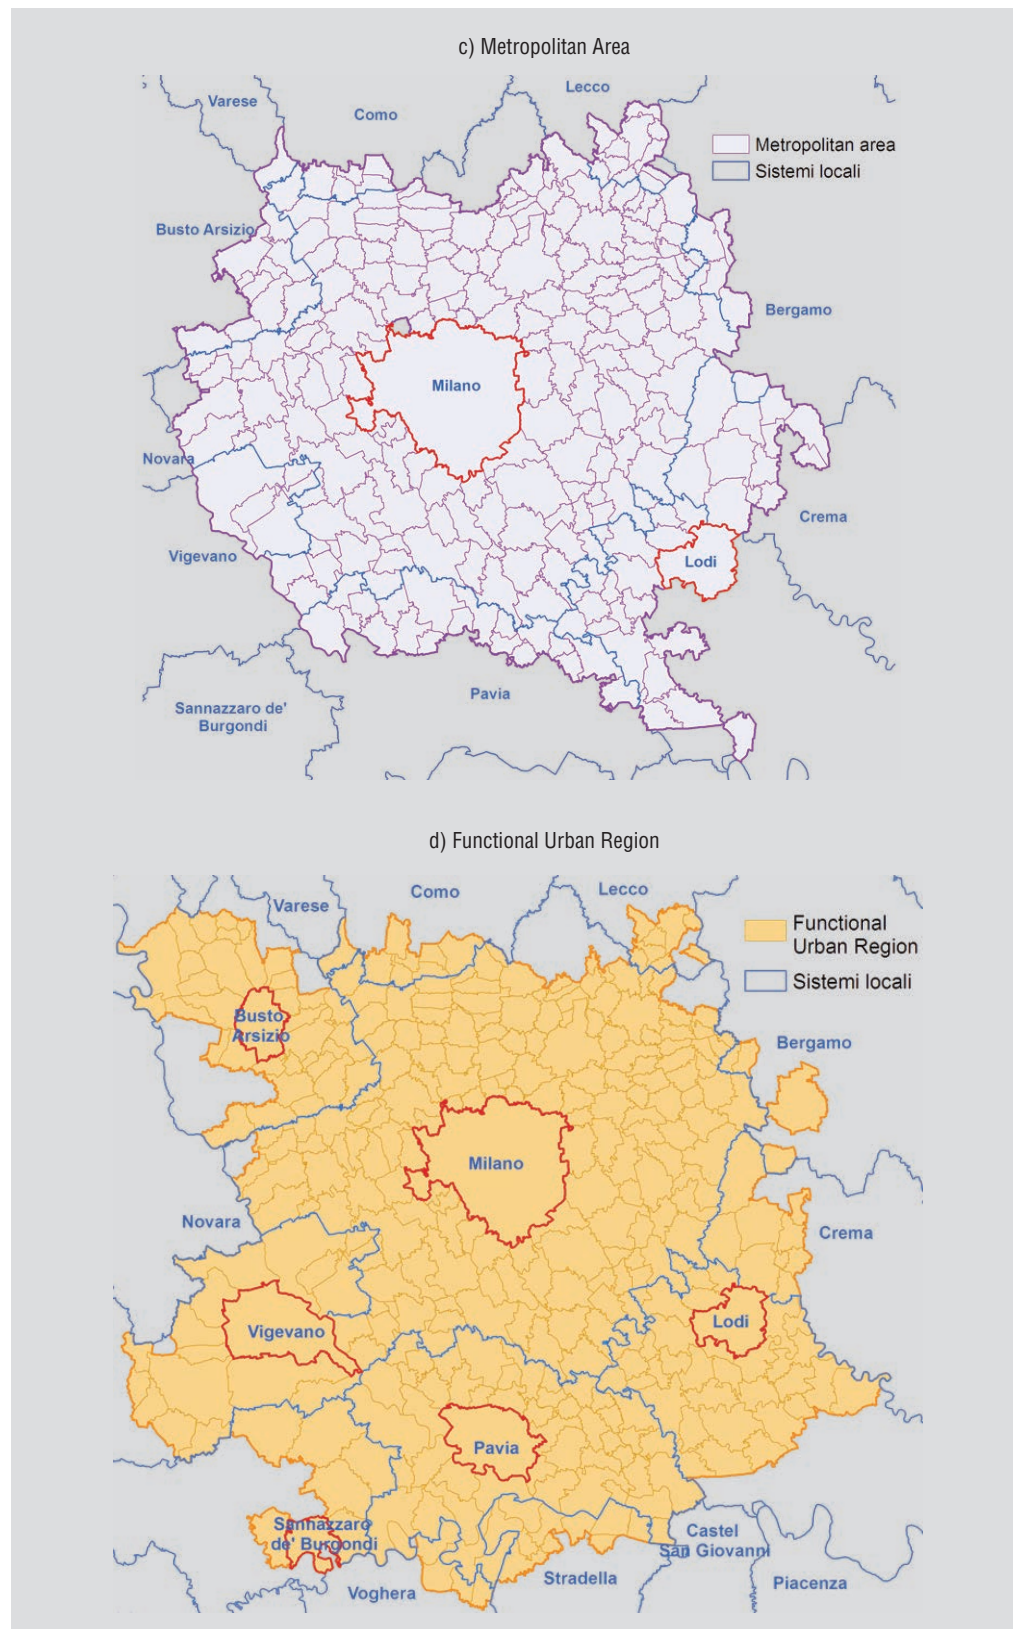 c) Metropolitan Area
Lecco
Varese
Como
Metropolitan area
Sistemi locali
Busto Arsizio
Bergamo
Milano
Novara
Crema
Vigevano
Lodi
Pavia
Sannazzaro de'
Burgondi
d) Functional Urban Region
Como
Lecco
Varese
Functional
Urban Region
Sistemi locali
Busto
Arsizio
Bergamo
Milano
Novara
Crema
Vigevano
Lodi
Pavia
Sannazzaro
de' Burgondi
Castel
San Giovanni
Stradella
Piacenza
Voghera